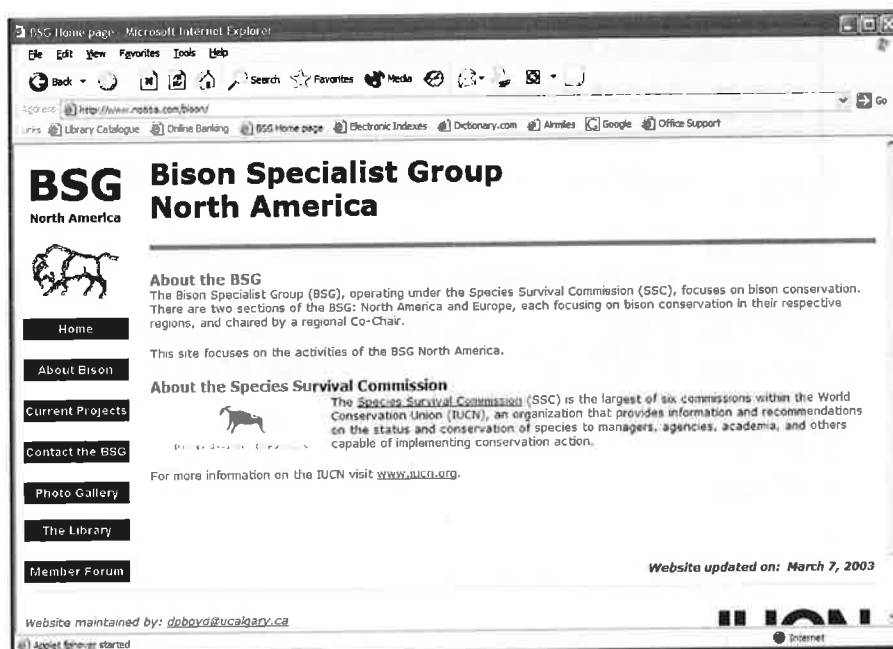 BSG Home page - Microsoft Internet Explorer
File Edit View Favorites Tools Help
Back Search Favorites Media
Address http://www.notitia.com/bison/ Go
Links Library Catalogue Online Banking BSG Home page Electronic Indexes Dictionary.com Airmiles Google Office Support
BSG
North America
Home
About Bison
Current Projects
Contact the BSG
Photo Gallery
The Library
Member Forum
Bison Specialist Group
North America
About the BSG
The Bison Specialist Group (BSG), operating under the Species Survival Commission (SSC), focuses on bison conservation.
There are two sections of the BSG: North America and Europe, each focusing on bison conservation in their respective
regions, and chaired by a regional Co-Chair.
This site focuses on the activities of the BSG North America.
About the Species Survival Commission
The Species Survival Commission (SSC) is the largest of six commissions within the World
Conservation Union (IUCN), an organization that provides information and recommendations
on the status and conservation of species to managers, agencies, academia, and others
capable of implementing conservation action.
For more information on the IUCN visit www.iucn.org.
Website updated on: March 7, 2003
Website maintained by: dpboyd@ucalgary.ca
IUCN
Applet fphover started
Internet